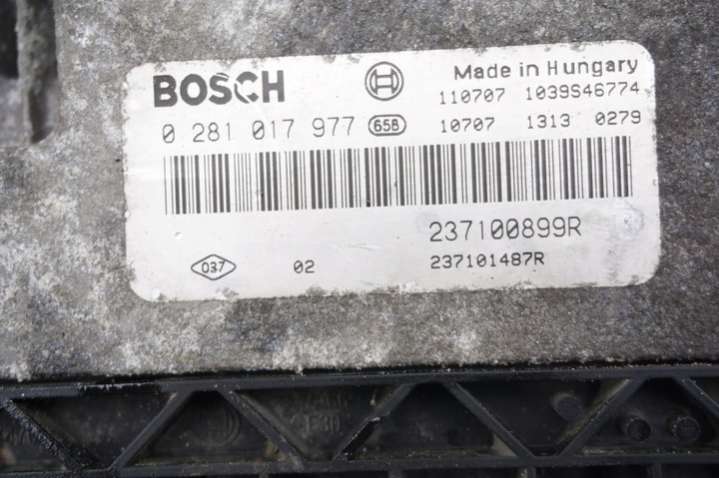 BOSCH
Made in Hungary
110707 1039S46774
0 281 017 977 658 10707 1313 0279
237100899R
037 02 237101487R